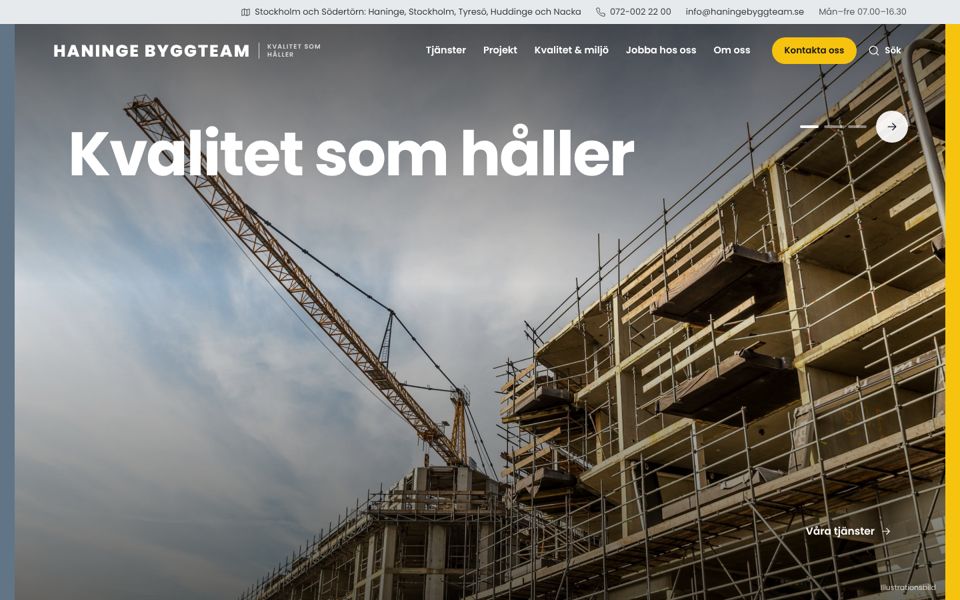 Stockholm och Södertörn: Haninge, Stockholm, Tyresö, Huddinge och Nacka 072-002 22 00 info@haningebyggteam.se Mån–fre 07.00–16.30
HANINGE BYGGTEAM KVALITET SOM
HÅLLER
Tjänster Projekt Kvalitet & miljö Jobba hos oss Om oss Kontakta oss Sök
Kvalitet som håller
Våra tjänster
Illustrationsbild